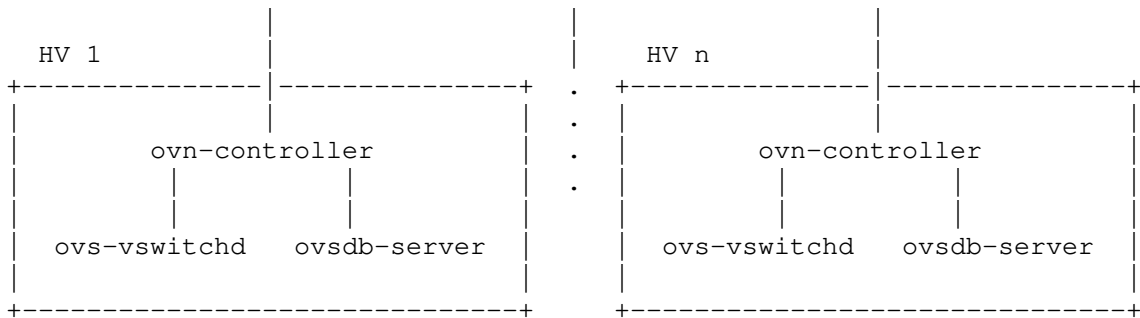 HV 1 HV n
ovn-controller ovn-controller
ovs-vswitchd ovsdb-server ovs-vswitchd ovsdb-server